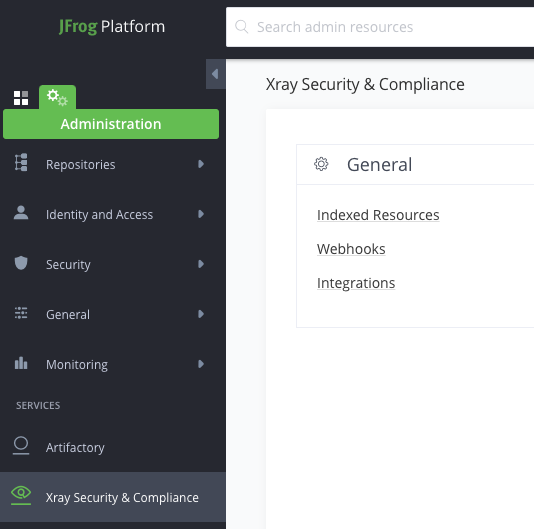 JFrog Platform
Search admin resources
Administration
Repositories
Identity and Access
Security
General
Monitoring
SERVICES
Artifactory
Xray Security & Compliance
Xray Security & Compliance
General
Indexed Resources
Webhooks
Integrations